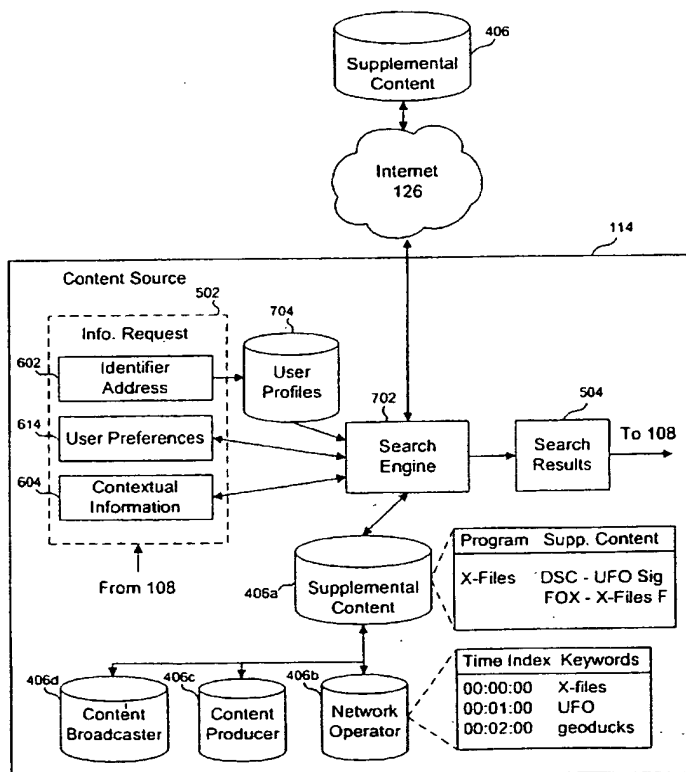 406
Supplemental
Content
Internet
126
114
Content Source
502
Info. Request
704
602
Identifier
Address
User
Profiles
702
504
614
User Preferences
Search
Engine
Search
Results
To 108
604
Contextual
Information
From 108
406a
Supplemental
Content
Program Supp. Content
X-Files DSC - UFO Sig
FOX - X-Files F
406d
Content
Broadcaster
406c
Content
Producer
406b
Network
Operator
Time Index Keywords
00:00:00 X-files
00:01:00 UFO
00:02:00 geoducks